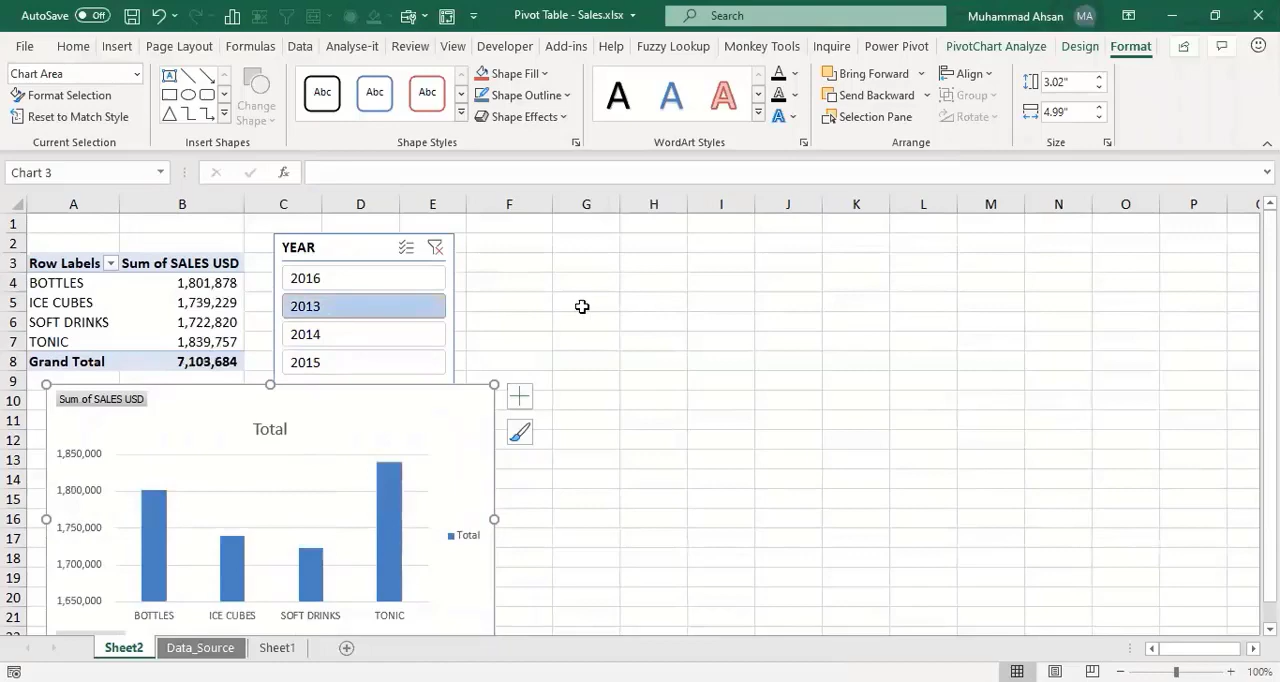 AutoSave Off Pivot Table - Sales.xlsx Search Muhammad Ahsan MA
File Home Insert Page Layout Formulas Data Analyse-it Review View Developer Add-ins Help Fuzzy Lookup Monkey Tools Inquire Power Pivot PivotChart Analyze Design Format
Chart Area
Format Selection
Reset to Match Style
Current Selection
Change
Shape
Insert Shapes
Abc Abc Abc
Shape Fill
Shape Outline
Shape Effects
Shape Styles
A A A
A
A
A
WordArt Styles
Bring Forward
Send Backward
Selection Pane
Align
Group
Rotate
Arrange
3.02"
4.99"
Size
Chart 3
fx
A B C D E F G H I J K L M N O P
1
2
3 Row Labels Sum of SALES USD
4 BOTTLES 1,801,878
5 ICE CUBES 1,739,229
6 SOFT DRINKS 1,722,820
7 TONIC 1,839,757
8 Grand Total 7,103,684
9
10
11
12
13
14
15
16
17
18
19
20
21
YEAR
2016
2013
2014
2015
Sum of SALES USD
Total
1,850,000
1,800,000
1,750,000
1,700,000
1,650,000
BOTTLES ICE CUBES SOFT DRINKS TONIC
Total
Sheet2 Data_Source Sheet1
100%